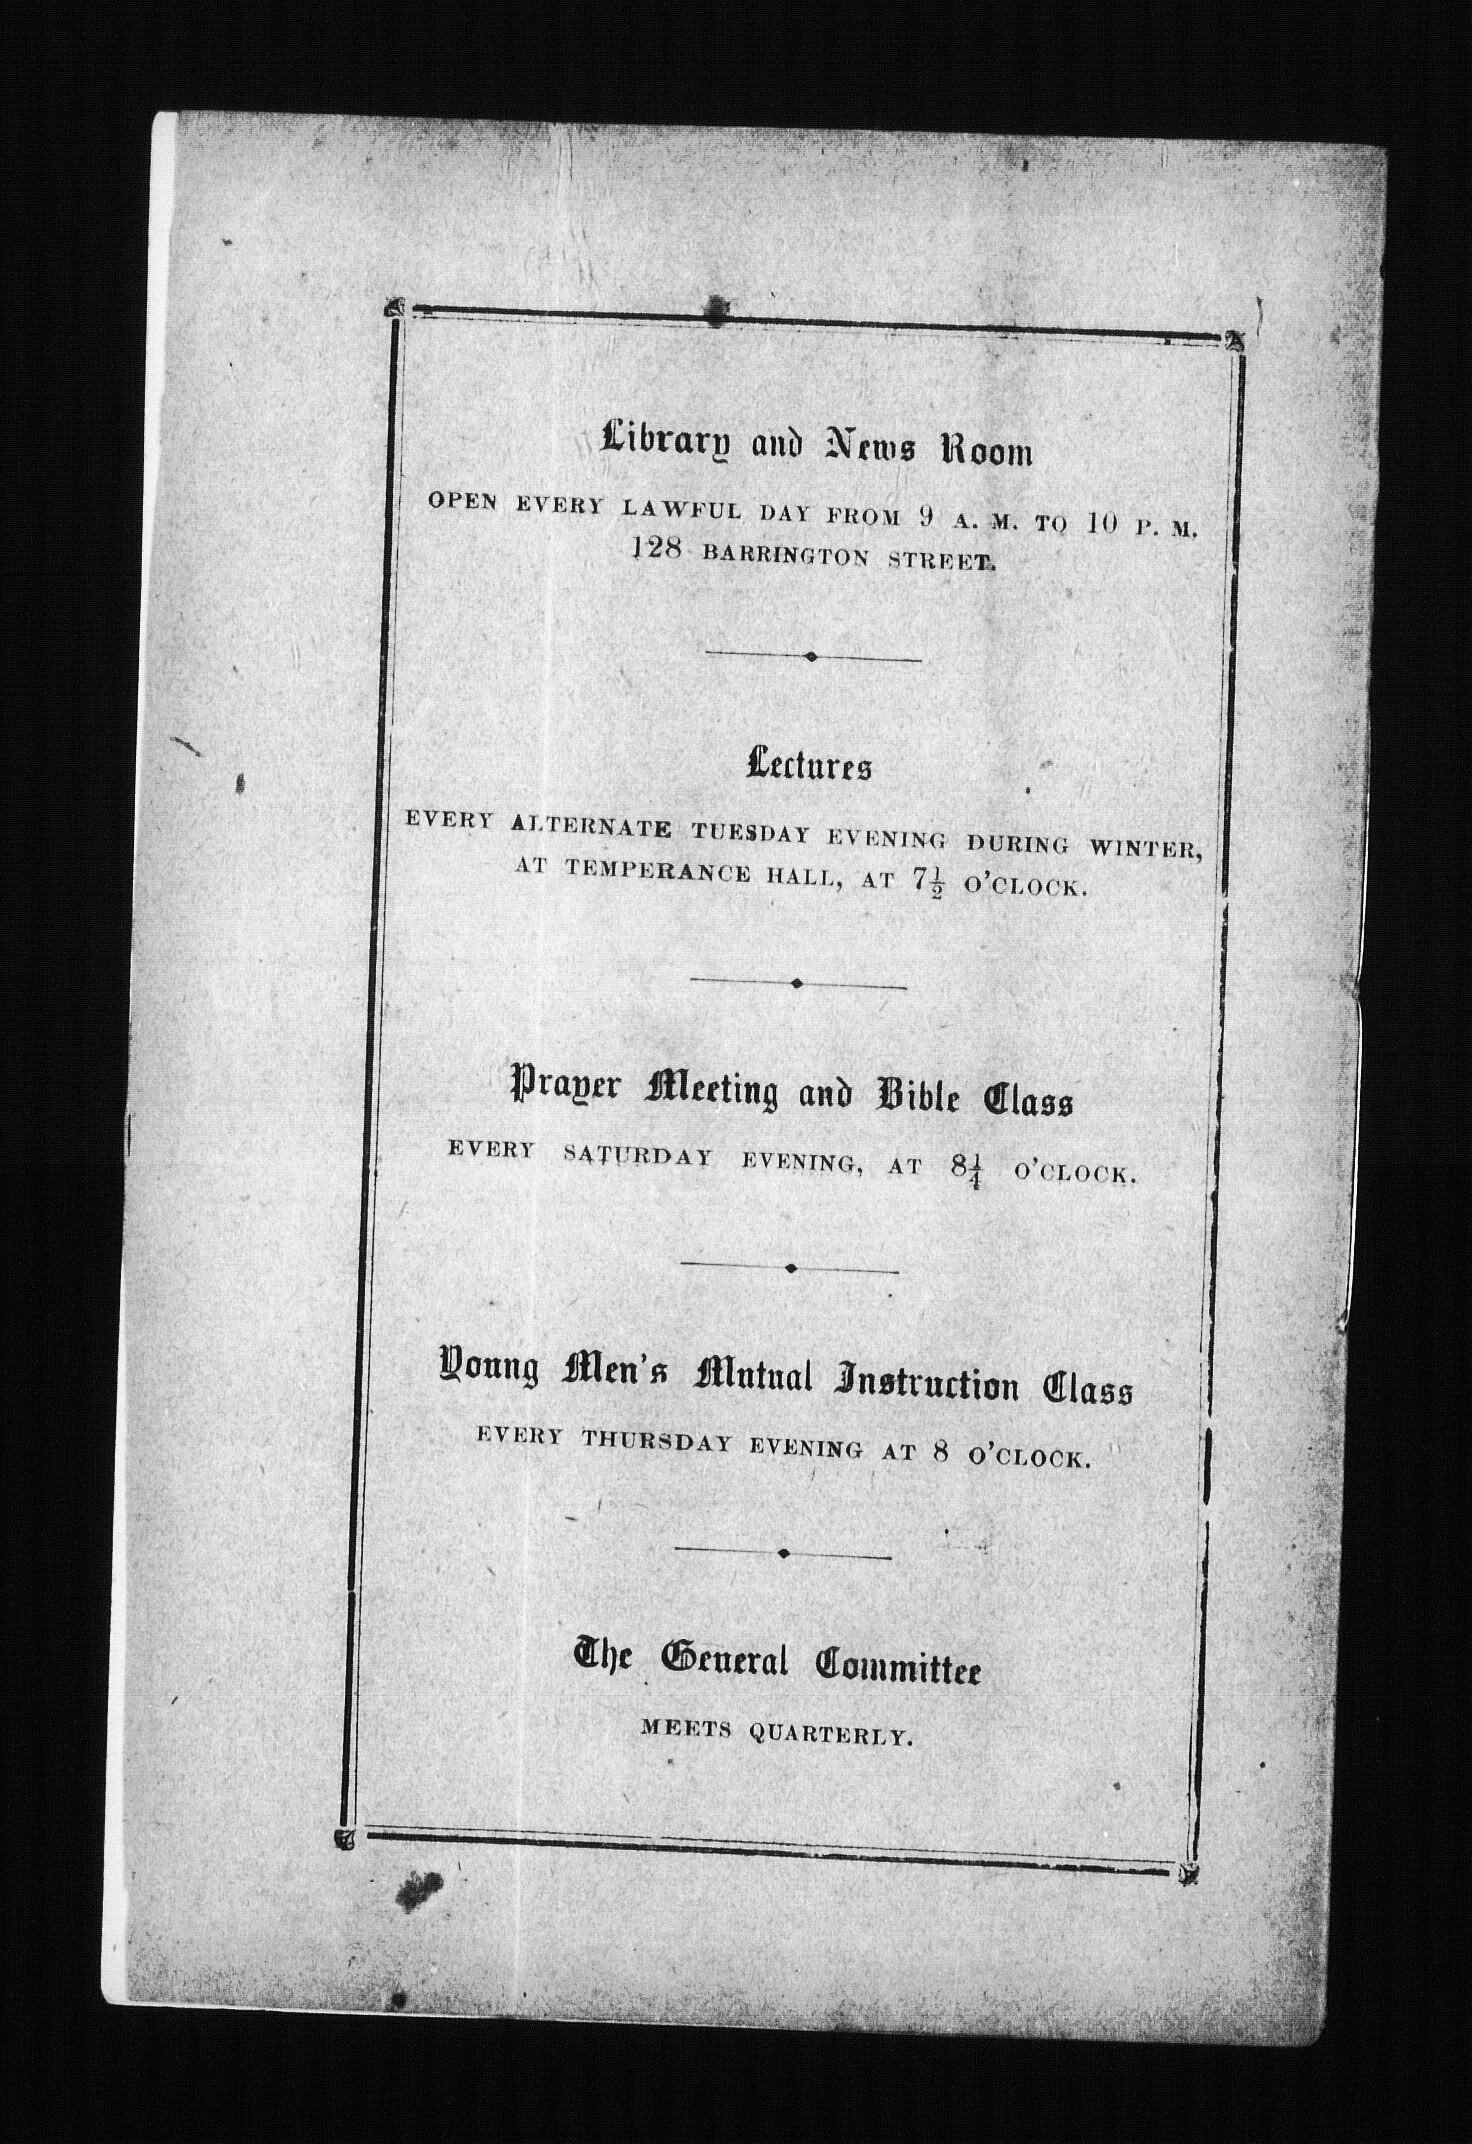 Library and News Room
OPEN EVERY LAWFUL DAY FROM 9 A. M. TO 10 P. M.
128 BARRINGTON STREET.
Lectures
EVERY ALTERNATE TUESDAY EVENING DURING WINTER,
AT TEMPERANCE HALL, AT 7½ O'CLOCK.
Prayer Meeting and Bible Class
EVERY SATURDAY EVENING, AT 8¼ O'CLOCK.
Young Men's Mutual Instruction Class
EVERY THURSDAY EVENING AT 8 O'CLOCK.
The General Committee
MEETS QUARTERLY.